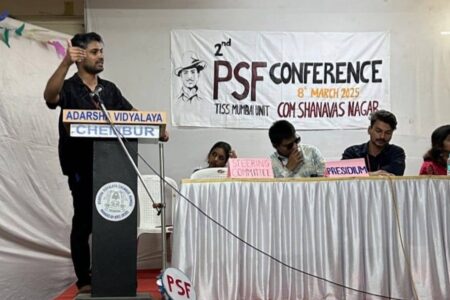 2nd
PSF CONFERENCE
8th MARCH 2025
TISS MUMBAI UNIT COM SHANAVAS NAGAR
ADARSHA VIDYALAYA
CHEMBUR
STEERING
COMMITTEE
PRESIDIUM
PSF